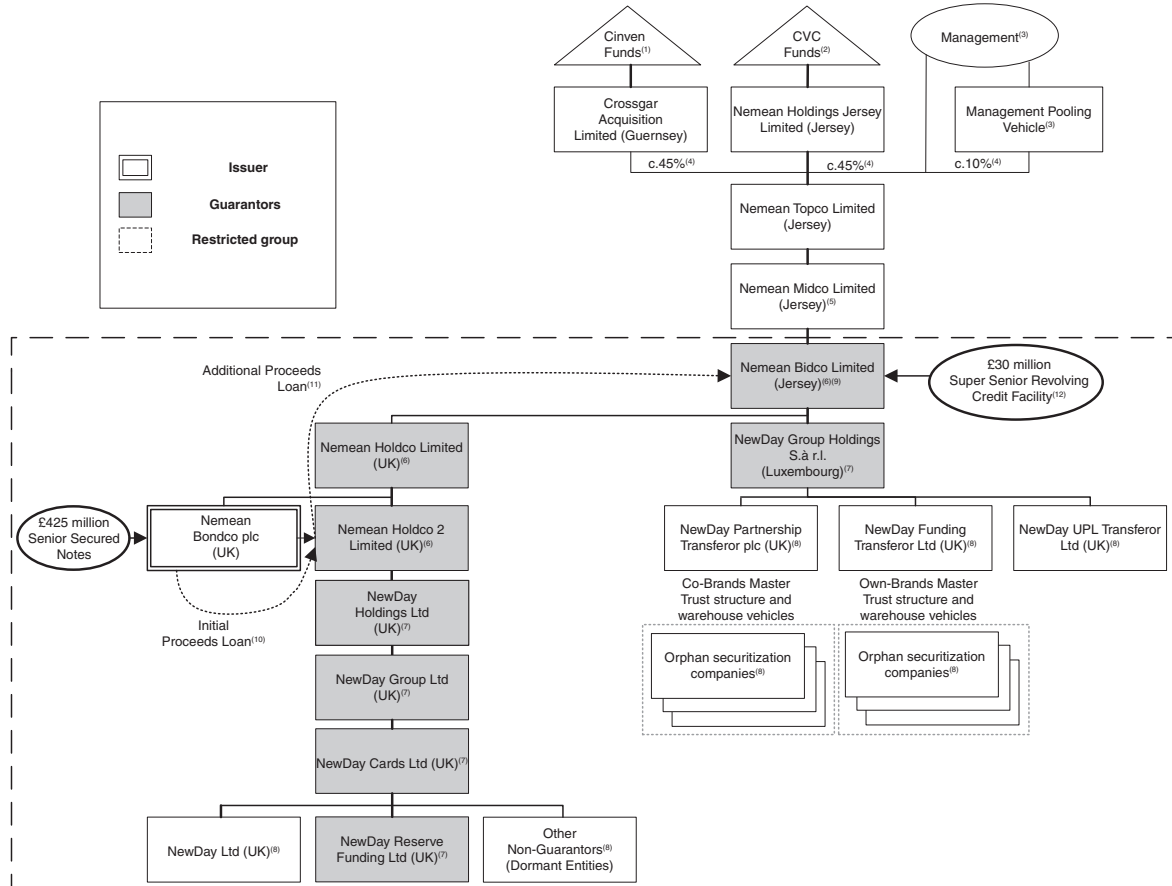 Cinven
Funds(1)
CVC
Funds(2)
Management(3)
Crossgar
Acquisition
Limited (Guernsey)
Nemean Holdings Jersey
Limited (Jersey)
Management Pooling
Vehicle(3)
c.45%(4)
c.45%(4)
c.10%(4)
Issuer
Guarantors
Restricted group
Nemean Topco Limited
(Jersey)
Nemean Midco Limited
(Jersey)(5)
Additional Proceeds
Loan(11)
Nemean Bidco Limited
(Jersey)(6)(9)
£30 million
Super Senior Revolving
Credit Facility(12)
Nemean Holdco Limited
(UK)(6)
NewDay Group Holdings
S.à r.l.
(Luxembourg)(7)
£425 million
Senior Secured
Notes
Nemean
Bondco plc
(UK)
Nemean Holdco 2
Limited (UK)(6)
NewDay Partnership
Transferor plc (UK)(8)
NewDay Funding
Transferor Ltd (UK)(8)
NewDay UPL Transferor
Ltd (UK)(8)
Initial
Proceeds Loan(10)
NewDay
Holdings Ltd
(UK)(7)
Co-Brands Master
Trust structure and
warehouse vehicles
Own-Brands Master
Trust structure and
warehouse vehicles
Orphan securitization
companies(8)
Orphan securitization
companies(8)
NewDay Group Ltd
(UK)(7)
NewDay Cards Ltd (UK)(7)
NewDay Ltd (UK)(8)
NewDay Reserve
Funding Ltd (UK)(7)
Other
Non-Guarantors(8)
(Dormant Entities)